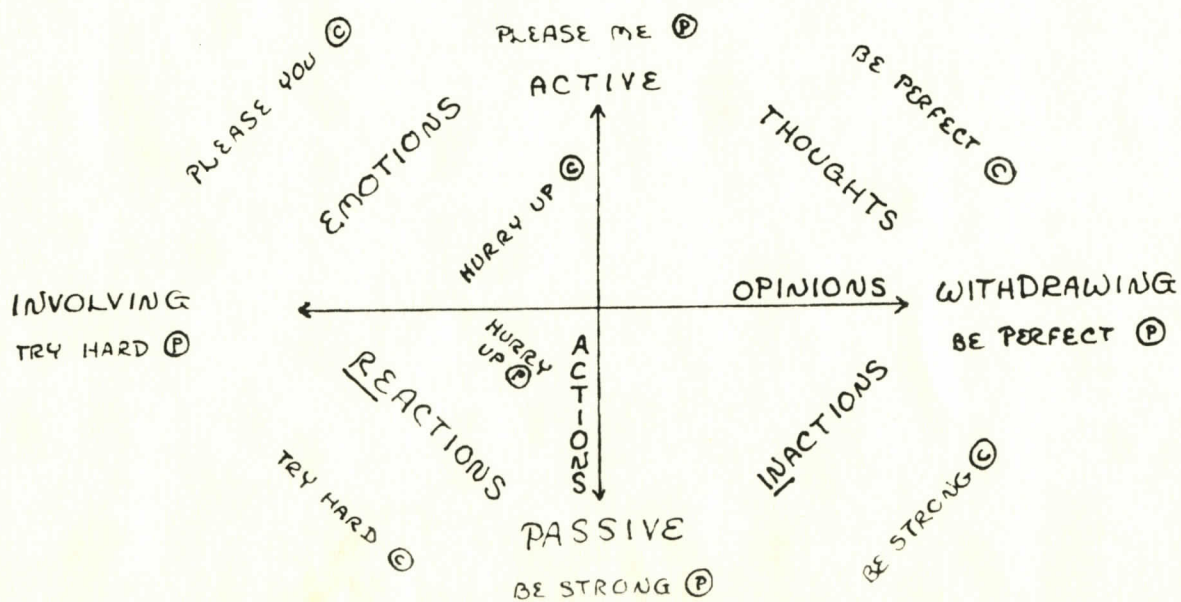 PLEASE ME Ⓟ
ACTIVE
PLEASE YOU Ⓒ
EMOTIONS
HURRY UP Ⓒ
THOUGHTS
BE PERFECT Ⓒ
INVOLVING
TRY HARD Ⓟ
OPINIONS
WITHDRAWING
BE PERFECT Ⓟ
HURRY
UP Ⓟ
ACTIONS
REACTIONS
INACTIONS
TRY HARD Ⓒ
PASSIVE
BE STRONG Ⓟ
BE STRONG Ⓒ